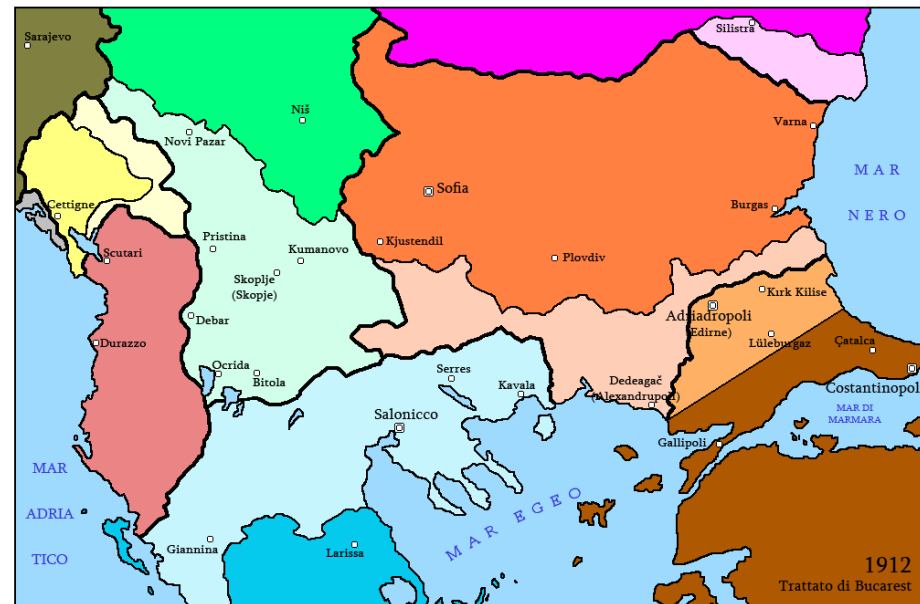 Sarajevo
Silistra
Niš
Varna
Novi Pazar
MAR
NERO
Sofia
Cettigne
Burgas
Kjustendil
Pristina
Kumanovo
Scutari
Plovdiv
Skoplje
(Skopje)
Kırk Kilise
Adriadropoli
(Edirne)
Debar
Lüleburgaz
Durazzo
Çatalca
Ocrida
Bitola
Serres
Kavala
Dedeagač
(Alexandrupoli)
Costantinopoli
Salonicco
MAR DI
MARMARA
Gallipoli
MAR
ADRIA
TICO
MAR EGEO
Giannina
Larissa
1912
Trattato di Bucarest